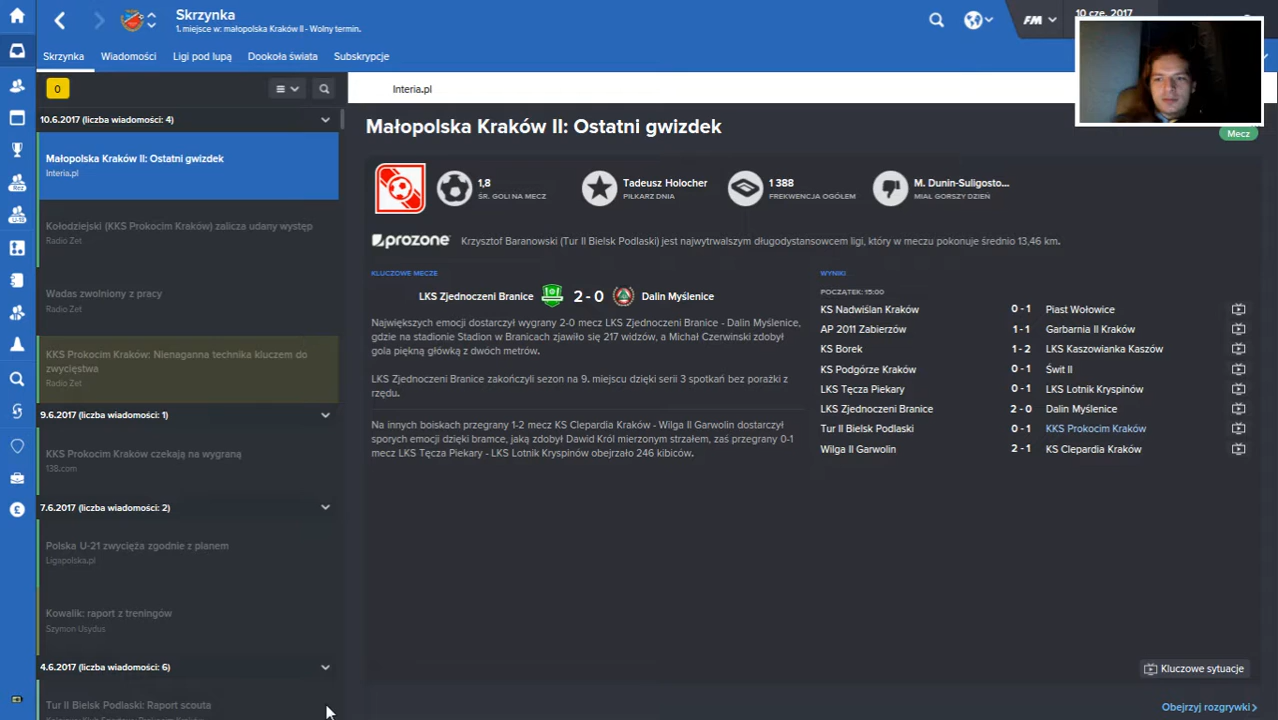 Skrzynka
1. miejsce w: małopolska Kraków II - Wolny termin.
FM
10 cze. 2017
Skrzynka
Wiadomości
Ligi pod lupą
Dookoła świata
Subskrypcje
0
Interia.pl
10.6.2017 (liczba wiadomości: 4)
Małopolska Kraków II: Ostatni gwizdek
Interia.pl
Kołodziejski (KKS Prokocim Kraków) zalicza udany występ
Radio Zet
Wadas zwolniony z pracy
Radio Zet
KKS Prokocim Kraków: Nienaganna technika kluczem do
zwycięstwa
Radio Zet
9.6.2017 (liczba wiadomości: 1)
KKS Prokocim Kraków czekają na wygraną
138.com
7.6.2017 (liczba wiadomości: 2)
Polska U-21 zwycięża zgodnie z planem
Ligapolska.pl
Kowalik: raport z treningów
Szymon Usydus
4.6.2017 (liczba wiadomości: 6)
Tur II Bielsk Podlaski: Raport scouta
Małopolska Kraków II: Ostatni gwizdek
Mecz
1,8
ŚR. GOLI NA MECZ
Tadeusz Holocher
PIŁKARZ DNIA
1 388
FREKWENCJA OGÓŁEM
M. Dunin-Suligosto...
MIAŁ GORSZY DZIEŃ
prozone
Krzysztof Baranowski (Tur II Bielsk Podlaski) jest najwytrwalszym długodystansowcem ligi, który w meczu pokonuje średnio 13,46 km.
KLUCZOWE MECZE
LKS Zjednoczeni Branice 2 - 0 Dalin Myślenice
Największych emocji dostarczył wygrany 2-0 mecz LKS Zjednoczeni Branice - Dalin Myślenice,
gdzie na stadionie Stadion w Branicach zjawiło się 217 widzów, a Michał Czerwinski zdobył
gola piękną główką z dwóch metrów.
LKS Zjednoczeni Branice zakończyli sezon na 9. miejscu dzięki serii 3 spotkań bez porażki z
rzędu.
Na innych boiskach przegrany 1-2 mecz KS Clepardia Kraków - Wilga II Garwolin dostarczył
sporych emocji dzięki bramce, jaką zdobył Dawid Król mierzonym strzałem, zaś przegrany 0-1
mecz LKS Tęcza Piekary - LKS Lotnik Kryspinów obejrzało 246 kibiców.
WYNIKI
POCZĄTEK: 15:00
KS Nadwiślan Kraków 0 - 1 Piast Wołowice
AP 2011 Zabierzów 1 - 1 Garbarnia II Kraków
KS Borek 1 - 2 LKS Kaszowianka Kaszów
KS Podgórze Kraków 0 - 1 Świt II
LKS Tęcza Piekary 0 - 1 LKS Lotnik Kryspinów
LKS Zjednoczeni Branice 2 - 0 Dalin Myślenice
Tur II Bielsk Podlaski 0 - 1 KKS Prokocim Kraków
Wilga II Garwolin 2 - 1 KS Clepardia Kraków
Kluczowe sytuacje
Obejrzyj rozgrywki